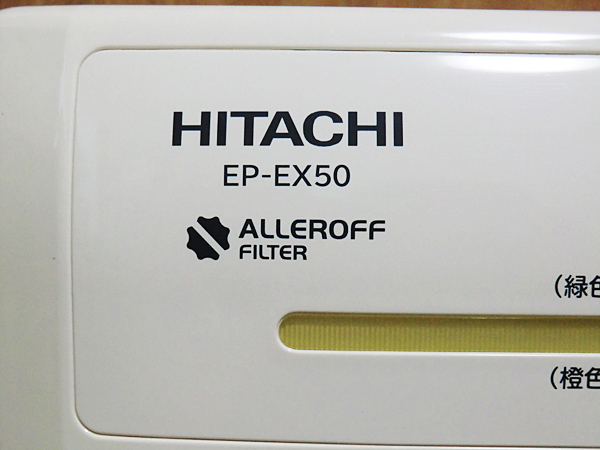 HITACHI
EP-EX50
ALLEROFF
FILTER
(緑色
(橙色